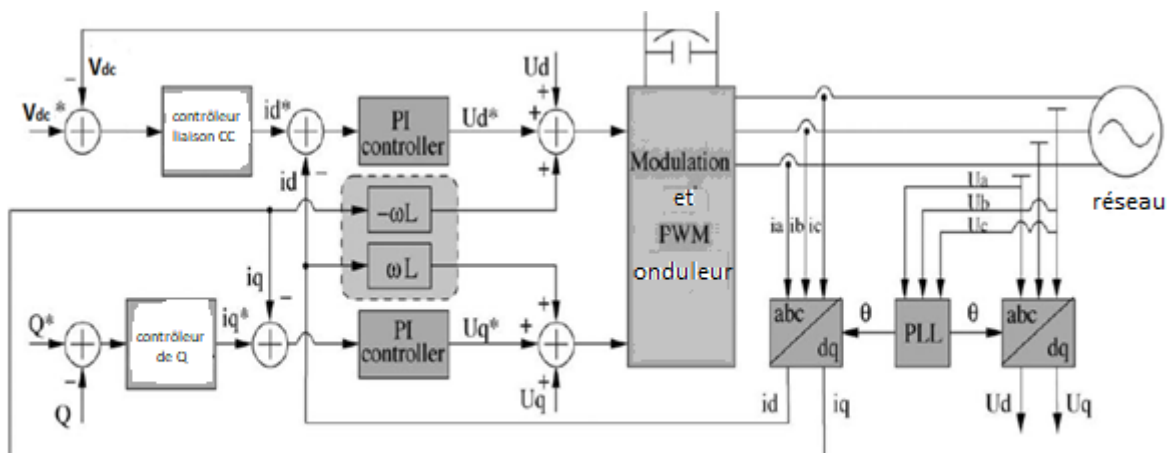 Vdc
Vdc*
contrôleur
liaison CC
id*
id
PI
controller
Ud*
Ud
Modulation
et
PWM
onduleur
-ωL
ωL
iq
Q*
Q
contrôleur
de Q
iq*
PI
controller
Uq*
Uq
Ua
Ub
Uc
ia
ib
ic
réseau
abc
dq
θ
PLL
θ
abc
dq
id
iq
Ud
Uq